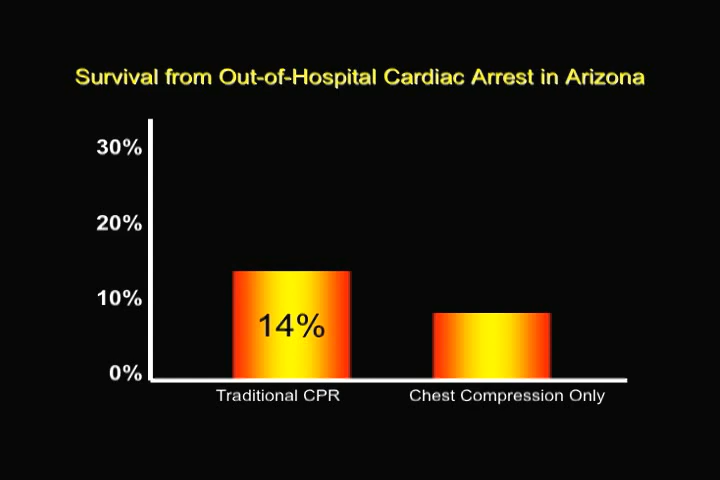 Survival from Out-of-Hospital Cardiac Arrest in Arizona
30%
20%
10%
0%
14%
Traditional CPR
Chest Compression Only